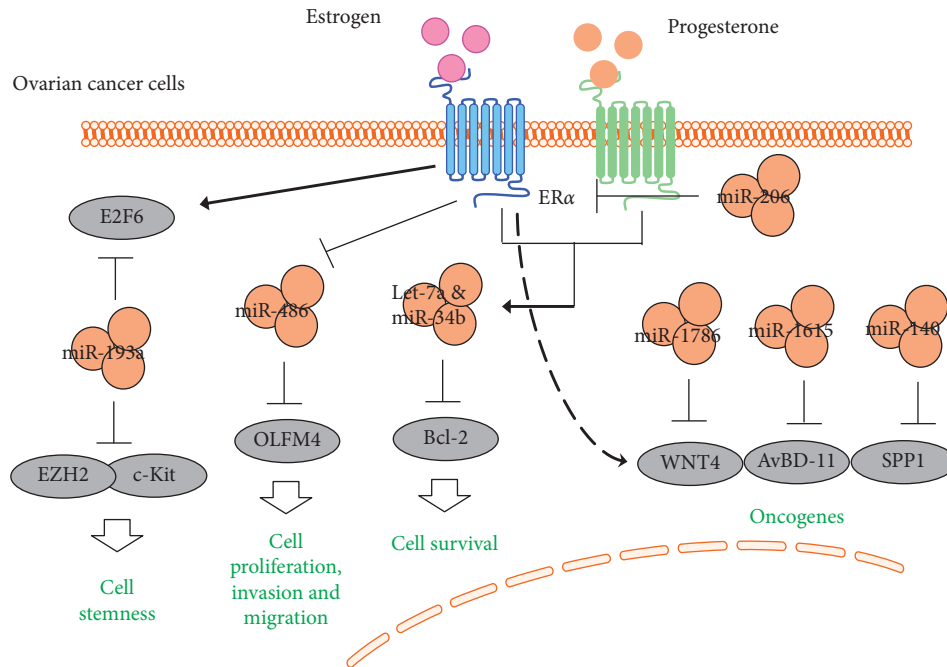 Estrogen
Progesterone
Ovarian cancer cells
ERα
miR-206
E2F6
miR-486
Let-7a &
miR-34b
miR-193a
miR-1786
miR-1615
miR-140
OLFM4
Bcl-2
WNT4
AvBD-11
SPP1
EZH2
c-Kit
Oncogenes
Cell
proliferation,
invasion and
migration
Cell survival
Cell
stemness